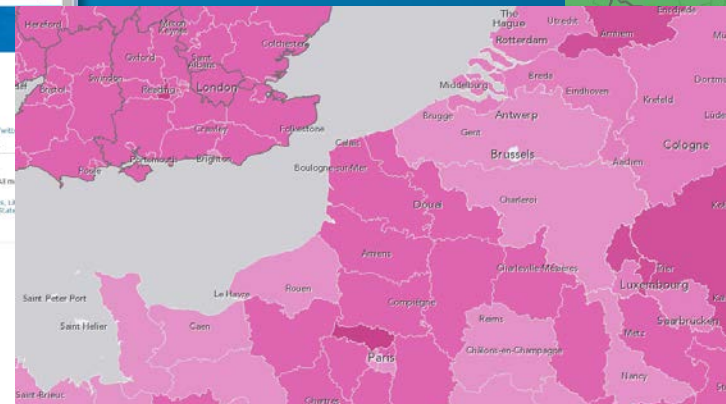 Hereford
Milton
Keynes
Colchester
Oxford
Saint
Albans
Swindon
London
Bristol
Reading
Crawley
Folkestone
Portsmouth
Brighton
Poole
Calais
Boulogne-sur-Mer
The
Hague
Utrecht
Enschede
Rotterdam
Arnhem
Breda
Middelburg
Eindhoven
Krefeld
Brugge
Antwerp
Gent
Brussels
Cologne
Aachen
Douai
Charleroi
Amiens
Charleville-Mézières
Luxembourg
Saint Peter Port
Le Havre
Rouen
Compiègne
Saint Helier
Caen
Reims
Metz
Saarbrucken
Paris
Châlons-en-Champagne
Nancy
Saint-Brieuc
Chartres